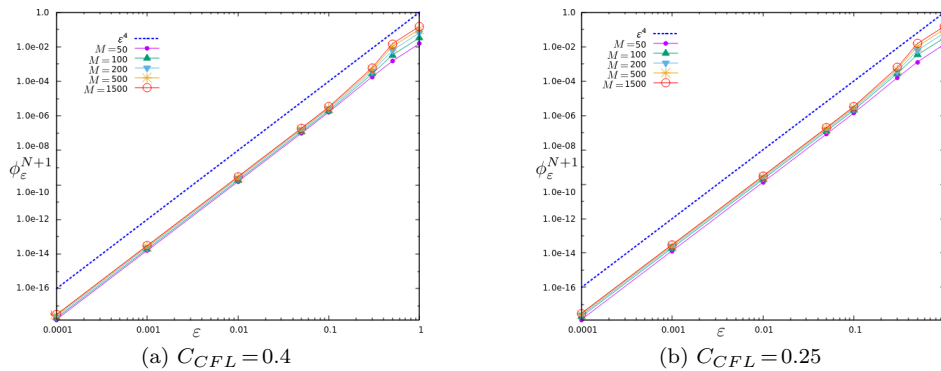 1.0
1.0e-02
1.0e-04
1.0e-06
1.0e-08
1.0e-10
1.0e-12
1.0e-14
1.0e-16
ϕ_ε^{N+1}
ε⁴
M=50
M=100
M=200
M=500
M=1500
0.0001 0.001 0.01 0.1 1
ε
(a) C_{CFL}=0.4
1.0
1.0e-02
1.0e-04
1.0e-06
1.0e-08
1.0e-10
1.0e-12
1.0e-14
1.0e-16
ϕ_ε^{N+1}
ε⁴
M=50
M=100
M=200
M=500
M=1500
0.0001 0.001 0.01 0.1
ε
(b) C_{CFL}=0.25